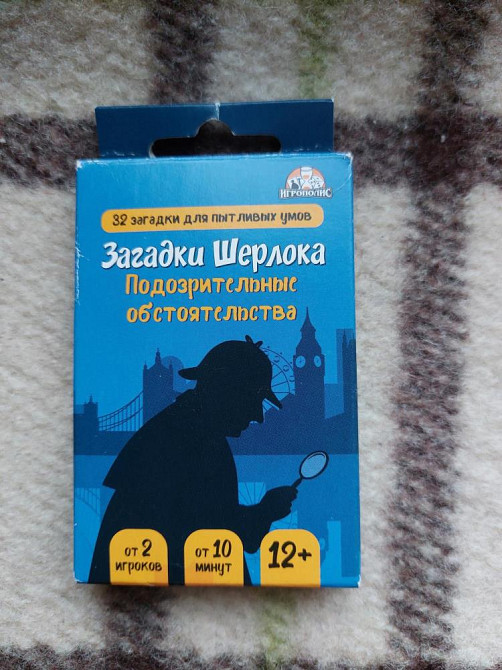 ИГРОПОЛИС
32 загадки для пытливых умов
Загадки Шерлока
Подозрительные
обстоятельства
от 2
игроков
от 10
минут
12+